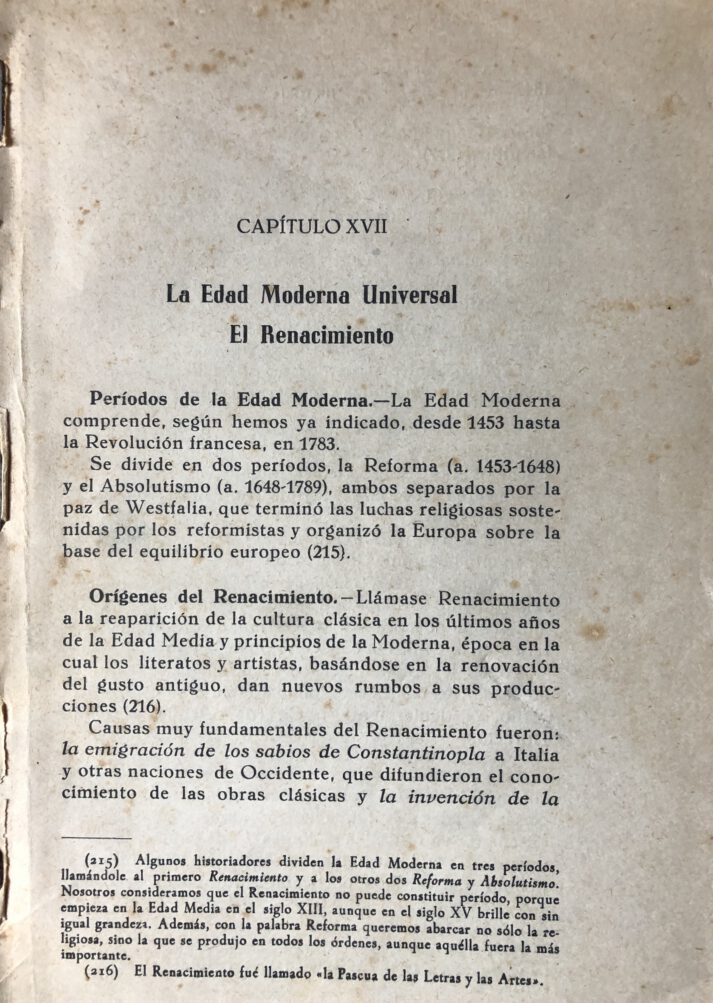 CAPÍTULO XVII
La Edad Moderna Universal
El Renacimiento
Períodos de la Edad Moderna.—La Edad Moderna
comprende, según hemos ya indicado, desde 1453 hasta
la Revolución francesa, en 1783.
Se divide en dos períodos, la Reforma (a. 1453-1648)
y el Absolutismo (a. 1648-1789), ambos separados por la
paz de Westfalia, que terminó las luchas religiosas soste-
nidas por los reformistas y organizó la Europa sobre la
base del equilibrio europeo (215).
Orígenes del Renacimiento.—Llámase Renacimiento
a la reaparición de la cultura clásica en los últimos años
de la Edad Media y principios de la Moderna, época en la
cual los literatos y artistas, basándose en la renovación
del gusto antiguo, dan nuevos rumbos a sus produc-
ciones (216).
Causas muy fundamentales del Renacimiento fueron:
la emigración de los sabios de Constantinopla a Italia
y otras naciones de Occidente, que difundieron el cono-
cimiento de las obras clásicas y la invención de la
(215) Algunos historiadores dividen la Edad Moderna en tres períodos,
llamándole al primero Renacimiento y a los otros dos Reforma y Absolutismo.
Nosotros consideramos que el Renacimiento no puede constituir período, porque
empieza en la Edad Media en el siglo XIII, aunque en el siglo XV brille con sin
igual grandeza. Además, con la palabra Reforma queremos abarcar no sólo la re-
ligiosa, sino la que se produjo en todos los órdenes, aunque aquélla fuera la más
importante.
(216) El Renacimiento fué llamado «la Pascua de las Letras y las Artes».